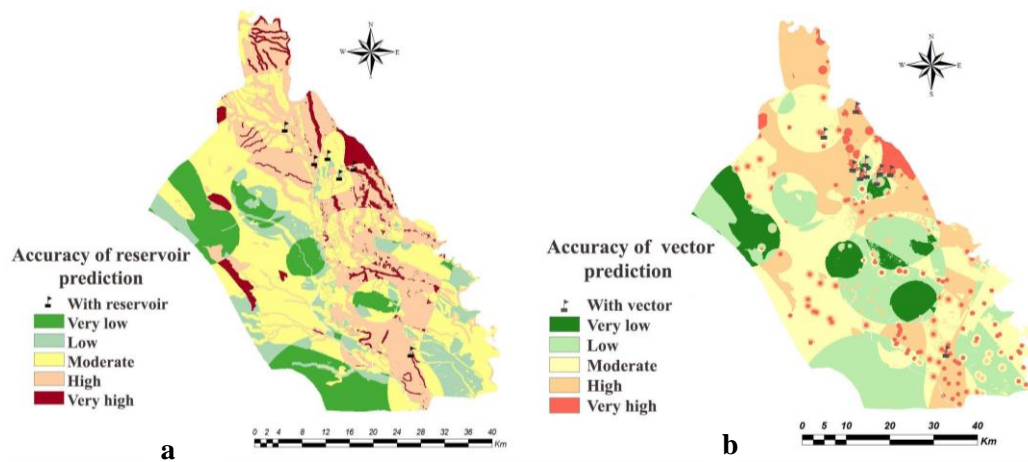 N
W
E
Accuracy of reservoir
prediction
With reservoir
Very low
Low
Moderate
High
Very high
0 2 4 8 12 16 20 24 28 32 36 40
Km
a
N
W
E
S
Accuracy of vector
prediction
With vector
Very low
Low
Moderate
High
Very high
0 5 10 20 30 40
Km
b